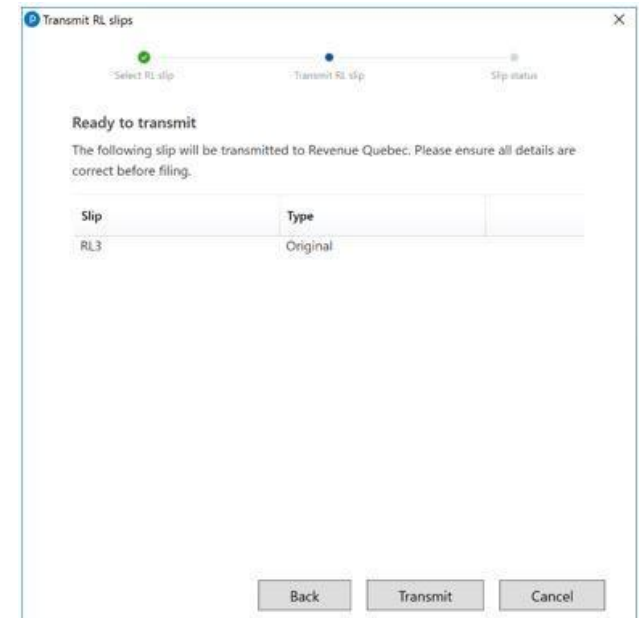 Transmit RL slips
Select RL slip Transmit RL slip Slip status
Ready to transmit
The following slip will be transmitted to Revenue Quebec. Please ensure all details are
correct before filing.
Slip Type
RL3 Original
Back Transmit Cancel